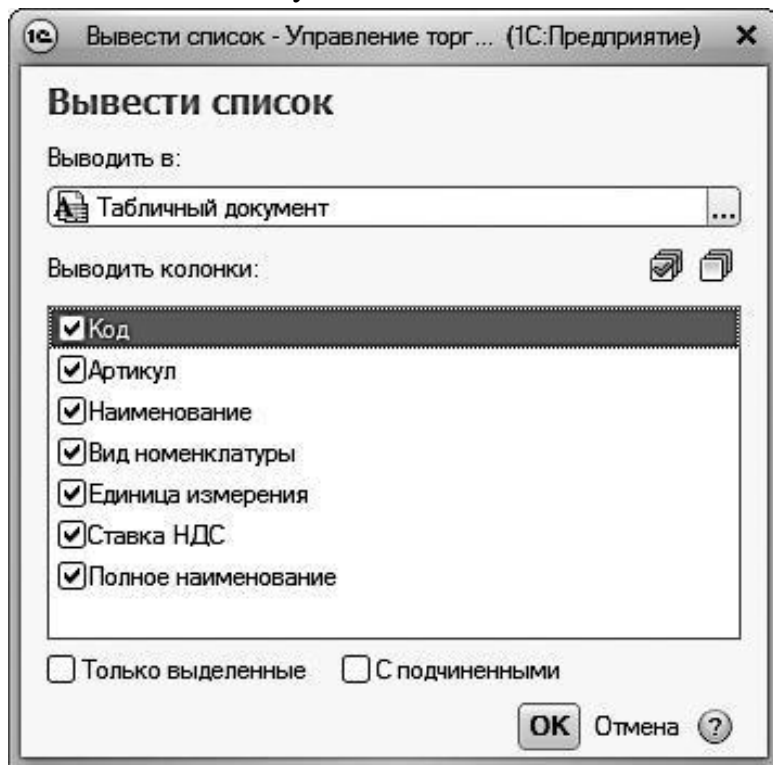 1С Вывести список - Управление торг... (1С:Предприятие)
Вывести список
Выводить в:
Табличный документ ...
Выводить колонки:
Код
Артикул
Наименование
Вид номенклатуры
Единица измерения
Ставка НДС
Полное наименование
Только выделенные С подчиненными
OK Отмена ?